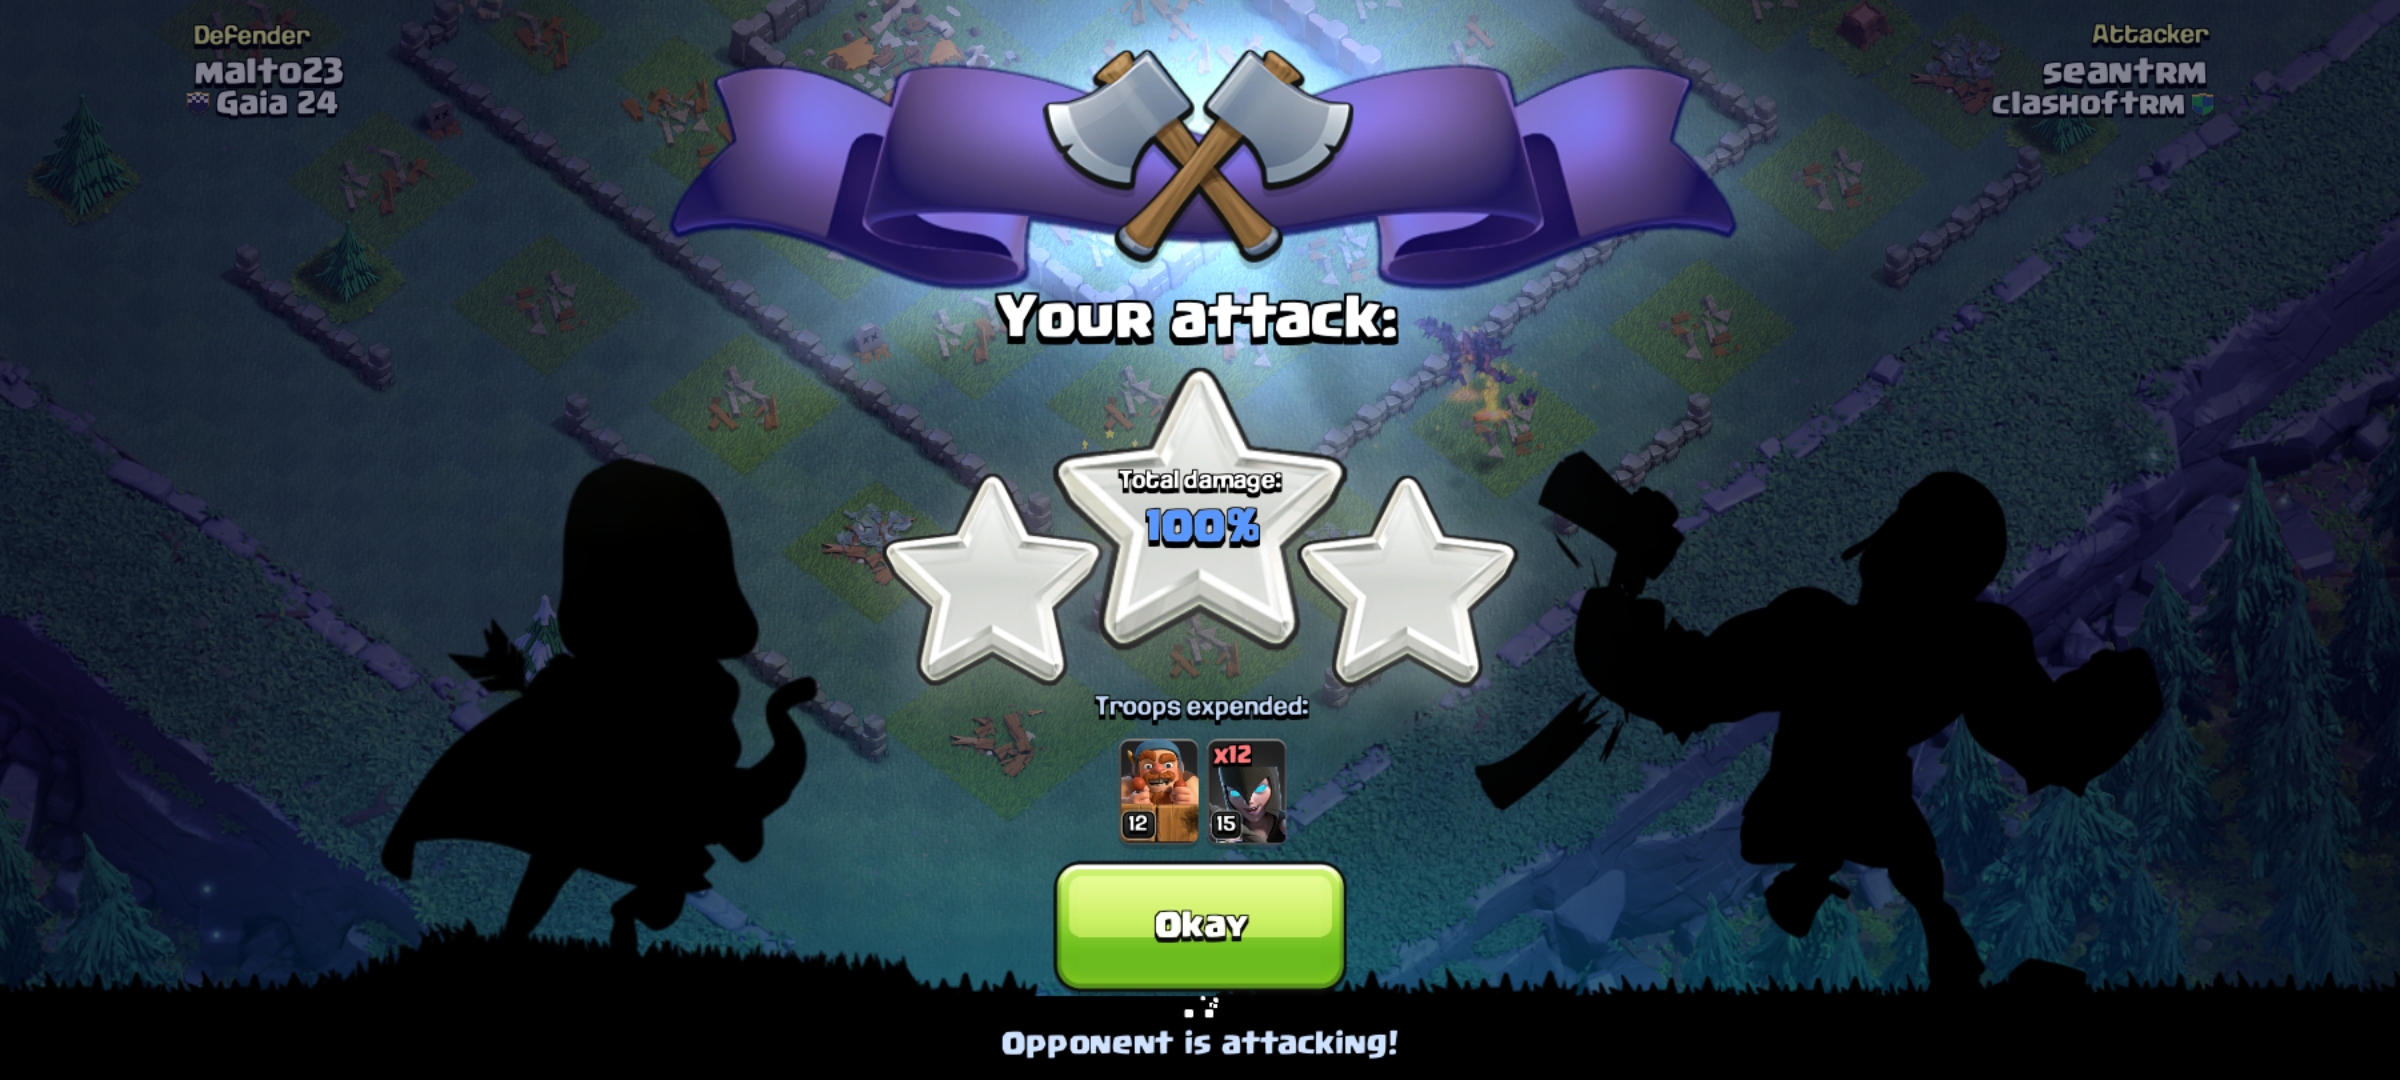 Defender
malto23
Gaia 24
Attacker
seantRM
clashoftRM
Your attack:
Total damage:
100%
Troops expended:
x12
12
15
Okay
Opponent is attacking!